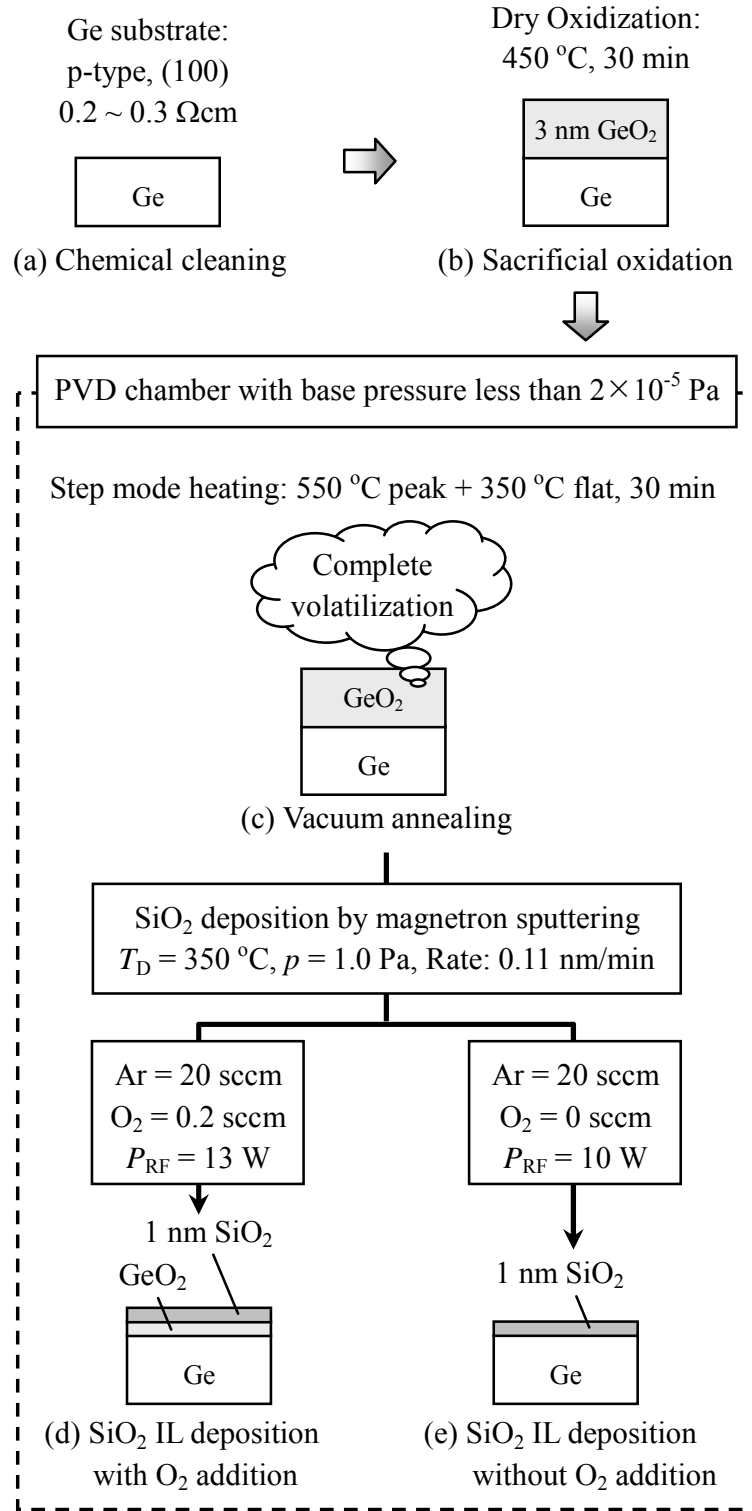 Ge substrate:
p-type, (100)
0.2 ~ 0.3 Ωcm
Ge
(a) Chemical cleaning
Dry Oxidization:
450 °C, 30 min
3 nm GeO₂
Ge
(b) Sacrificial oxidation
PVD chamber with base pressure less than 2×10⁻⁵ Pa
Step mode heating: 550 °C peak + 350 °C flat, 30 min
Complete
volatilization
GeO₂
Ge
(c) Vacuum annealing
SiO₂ deposition by magnetron sputtering
T_D = 350 °C, p = 1.0 Pa, Rate: 0.11 nm/min
Ar = 20 sccm
O₂ = 0.2 sccm
P_RF = 13 W
1 nm SiO₂
GeO₂
Ge
(d) SiO₂ IL deposition
with O₂ addition
Ar = 20 sccm
O₂ = 0 sccm
P_RF = 10 W
1 nm SiO₂
Ge
(e) SiO₂ IL deposition
without O₂ addition